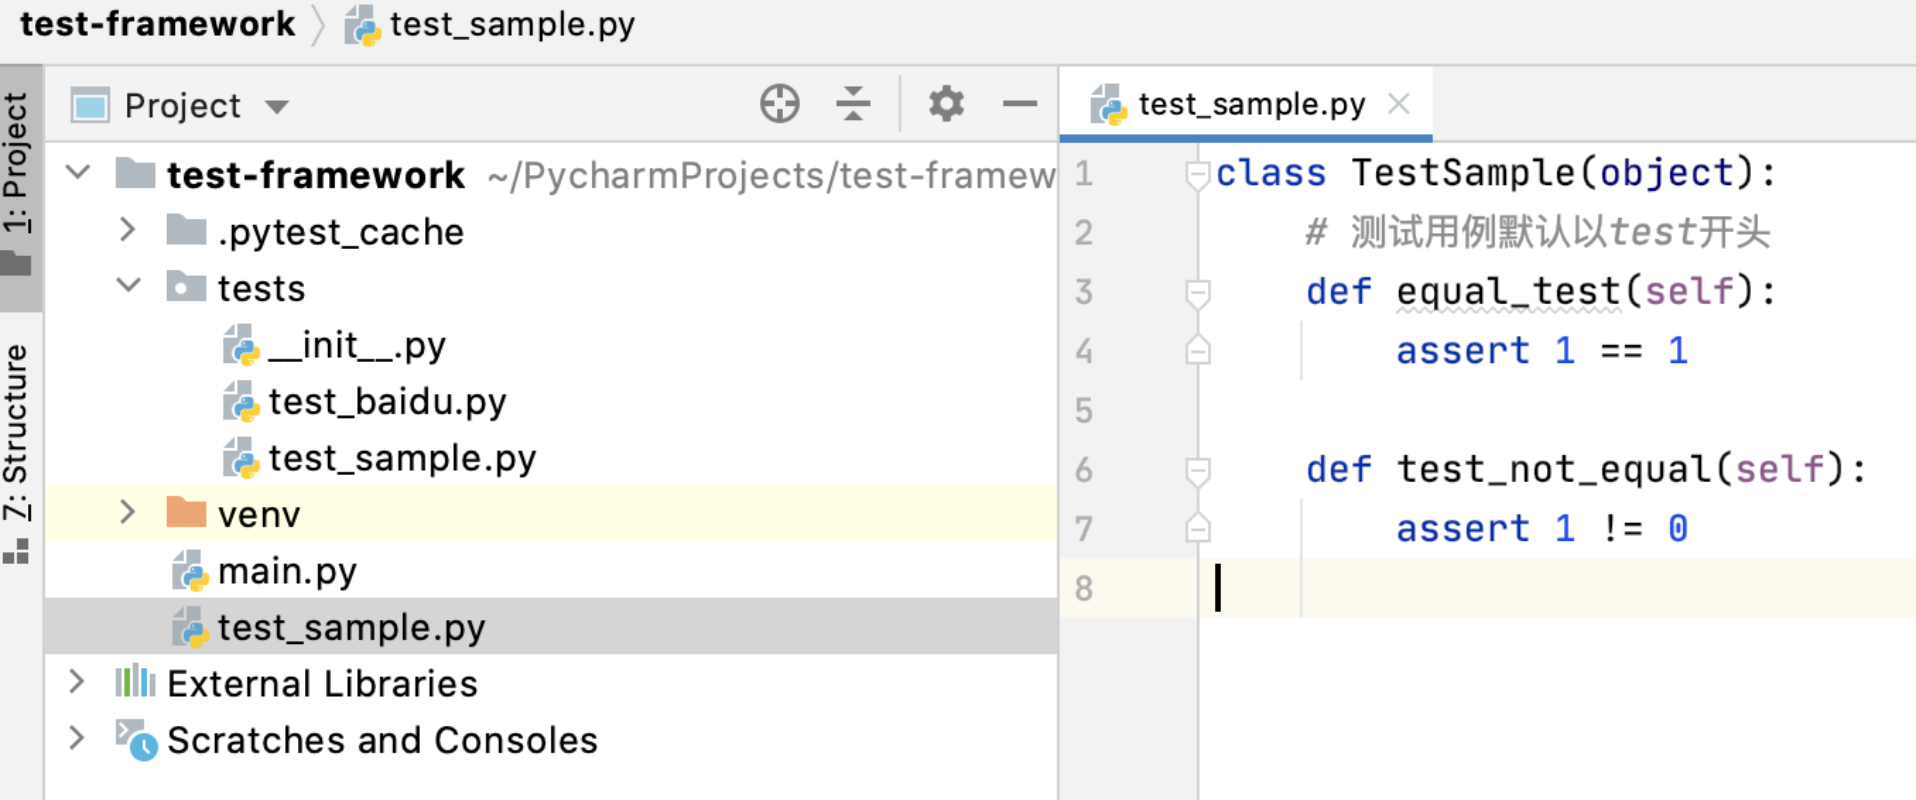 test-framework
test_sample.py
1: Project
Z: Structure
Project
test-framework ~/PycharmProjects/test-framew
.pytest_cache
tests
__init__.py
test_baidu.py
test_sample.py
venv
main.py
test_sample.py
External Libraries
Scratches and Consoles
test_sample.py
1 class TestSample(object):
2 # 测试用例默认以test开头
3 def equal_test(self):
4 assert 1 == 1
5
6 def test_not_equal(self):
7 assert 1 != 0
8